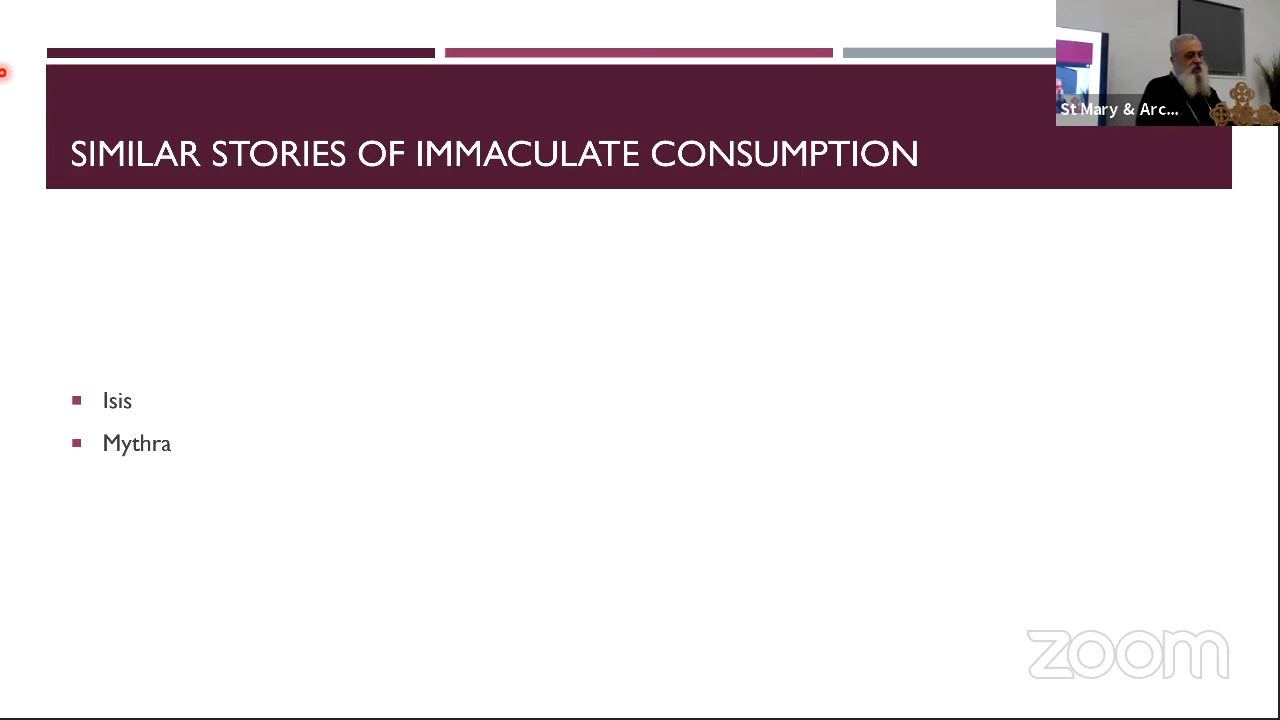 St Mary & Arc...
SIMILAR STORIES OF IMMACULATE CONSUMPTION
Isis
Mythra
zoom